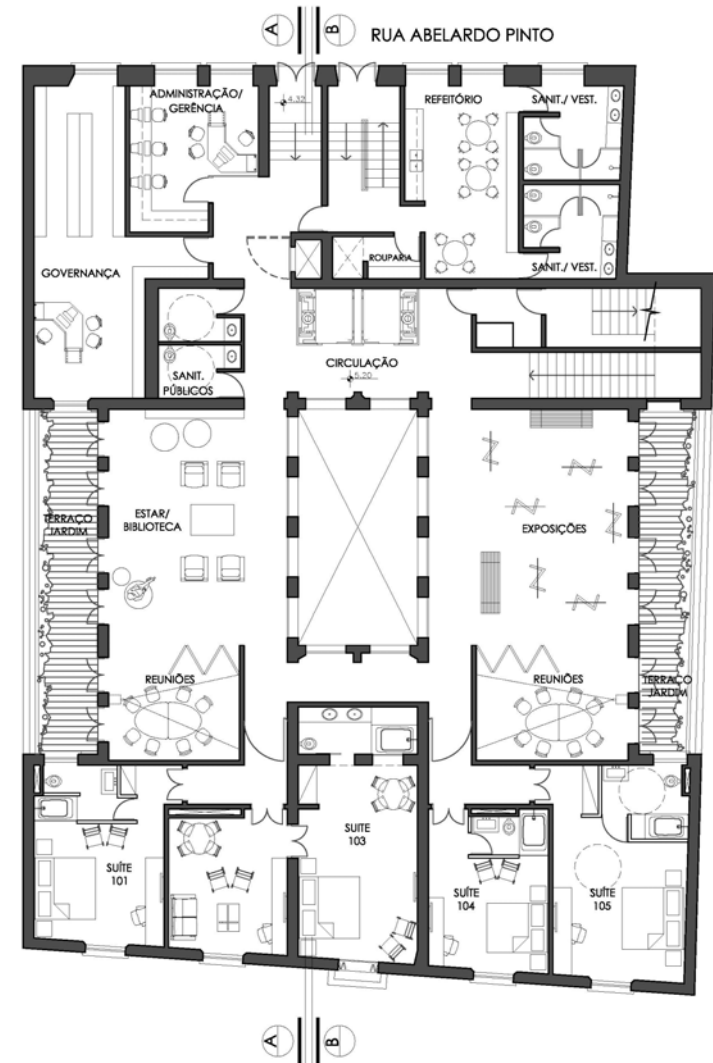 A
B
RUA ABELARDO PINTO
ADMINISTRAÇÃO/
GERÊNCIA
4.32
REFEITÓRIO
SANIT./ VEST.
ROUPARIA
SANIT./ VEST.
GOVERNANÇA
CIRCULAÇÃO
5.20
SANIT.
PÚBLICOS
TERRAÇO
JARDIM
ESTAR/
BIBLIOTECA
EXPOSIÇÕES
REUNIÕES
REUNIÕES
TERRAÇO
JARDIM
SUÍTE
101
SUITE
103
SUÍTE
104
SUÍTE
105
A
B